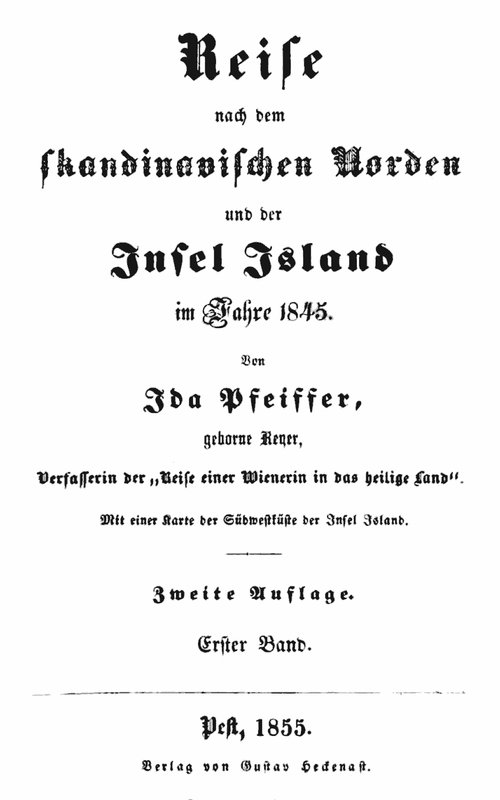 Reise
nach dem
skandinavischen Norden
und der
Insel Island
im Jahre 1845.
Von
Ida Pfeiffer,
geborne Reyer,
Verfasserin der „Reise einer Wienerin in das heilige Land“.
Mit einer Karte der Südwestküste der Insel Island.
Zweite Auflage.
Erster Band.
Pest, 1855.
Verlag von Gustav Heckenast.